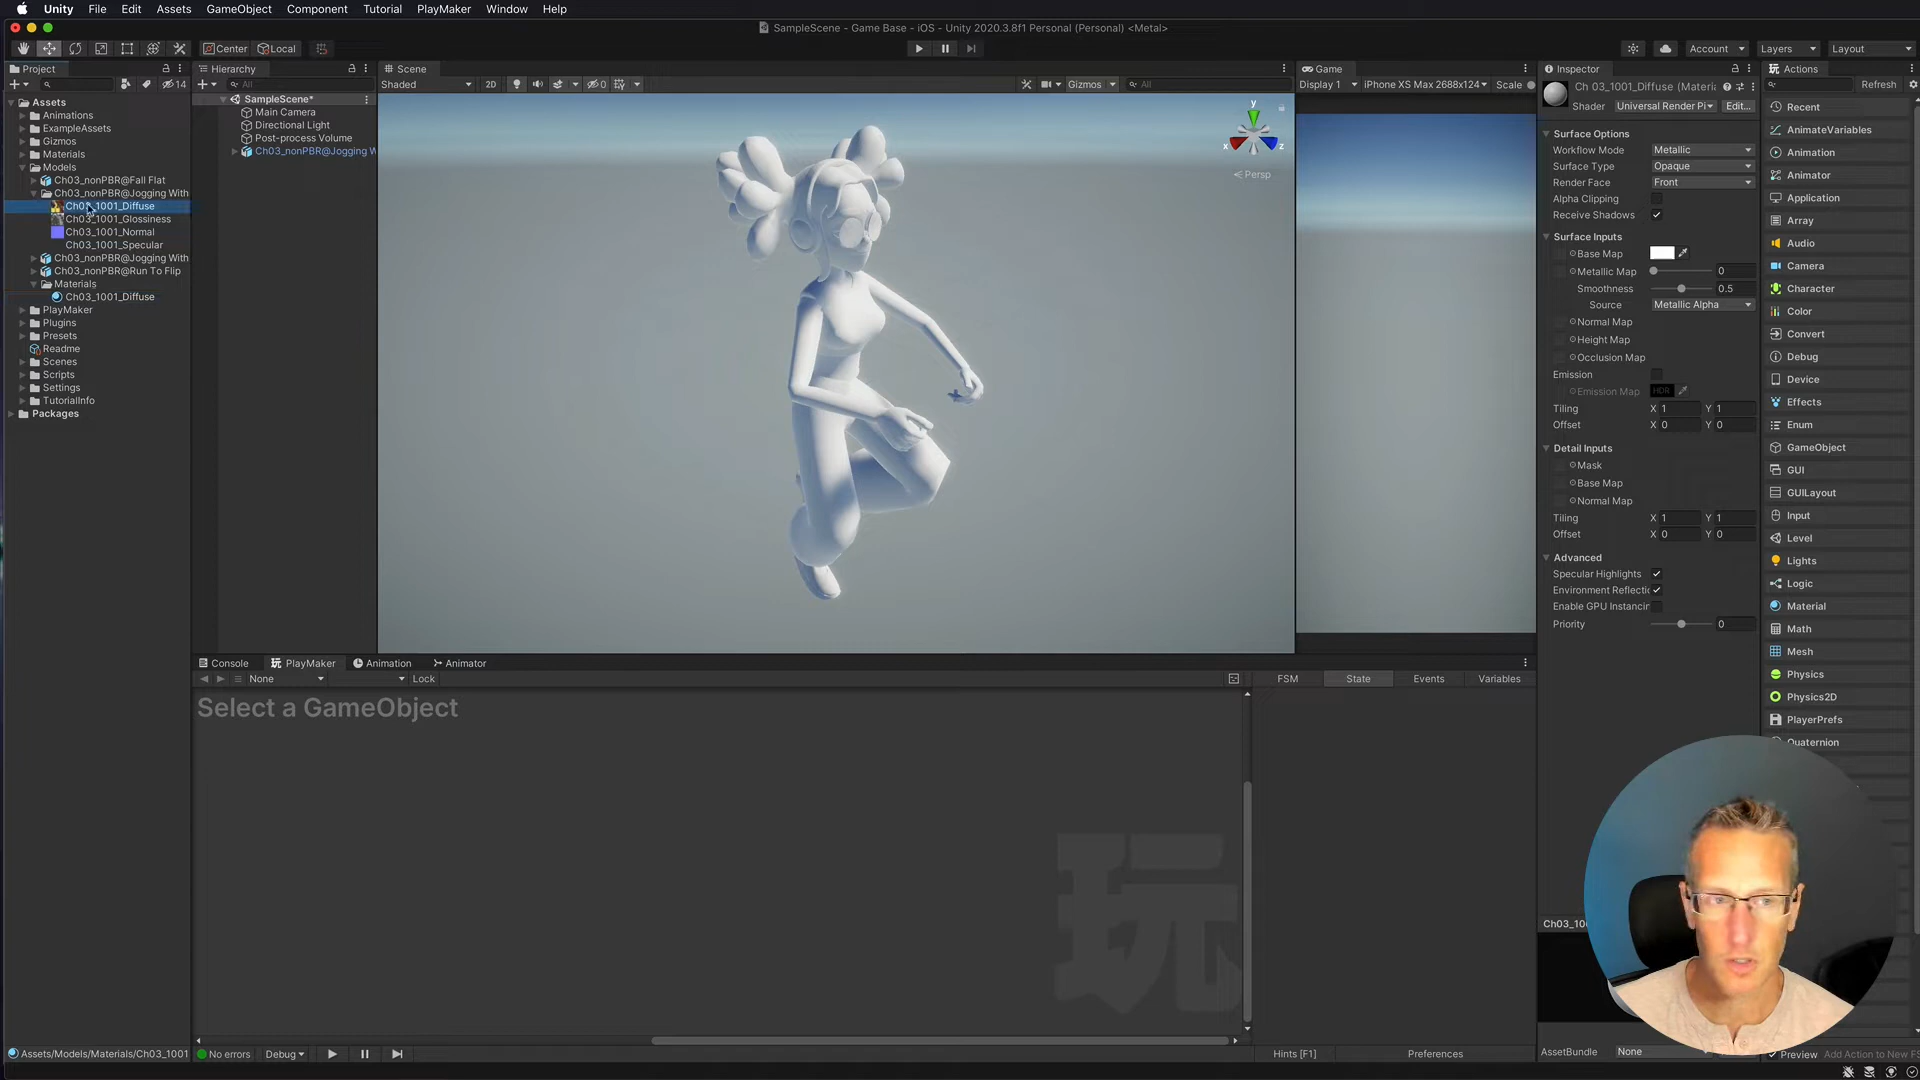 Unity File Edit Assets GameObject Component Tutorial PlayMaker Window Help
SampleScene - Game Base - iOS - Unity 2020.3.8f1 Personal (Personal) <Metal>
Center Local Account Layers Layout
Project
14
Assets
Animations
ExampleAssets
Gizmos
Materials
Models
Ch03_nonPBR@Fall Flat
Ch03_nonPBR@Jogging With
Ch03_1001_Diffuse
Ch03_1001_Glossiness
Ch03_1001_Normal
Ch03_1001_Specular
Ch03_nonPBR@Jogging With
Ch03_nonPBR@Run To Flip
Materials
Ch03_1001_Diffuse
PlayMaker
Plugins
Presets
Readme
Scenes
Scripts
Settings
TutorialInfo
Packages
Assets/Models/Materials/Ch03_1001
Hierarchy
All
SampleScene*
Main Camera
Directional Light
Post-process Volume
Ch03_nonPBR@Jogging W
Scene
Shaded 2D 0 Gizmos All
y
x z
Persp
Game
Display 1 iPhone XS Max 2688x124 Scale
Console PlayMaker Animation Animator
None Lock FSM State Events Variables
Select a GameObject
玩
No errors Debug Hints [F1] Preferences
Inspector
Ch 03_1001_Diffuse (Materi
Shader Universal Render Pi Edit...
Surface Options
Workflow Mode Metallic
Surface Type Opaque
Render Face Front
Alpha Clipping
Receive Shadows
Surface Inputs
Base Map
Metallic Map 0
Smoothness 0.5
Source Metallic Alpha
Normal Map
Height Map
Occlusion Map
Emission
Emission Map HDR
Tiling X 1 Y 1
Offset X 0 Y 0
Detail Inputs
Mask
Base Map
Normal Map
Tiling X 1 Y 1
Offset X 0 Y 0
Advanced
Specular Highlights
Environment Reflecti
Enable GPU Instancin
Priority 0
Ch03_10
AssetBundle None
Actions
Refresh
Recent
AnimateVariables
Animation
Animator
Application
Array
Audio
Camera
Character
Color
Convert
Debug
Device
Effects
Enum
GameObject
GUI
GUILayout
Input
Level
Lights
Logic
Material
Math
Mesh
Physics
Physics2D
PlayerPrefs
Quaternion
Preview Add Action to New FS